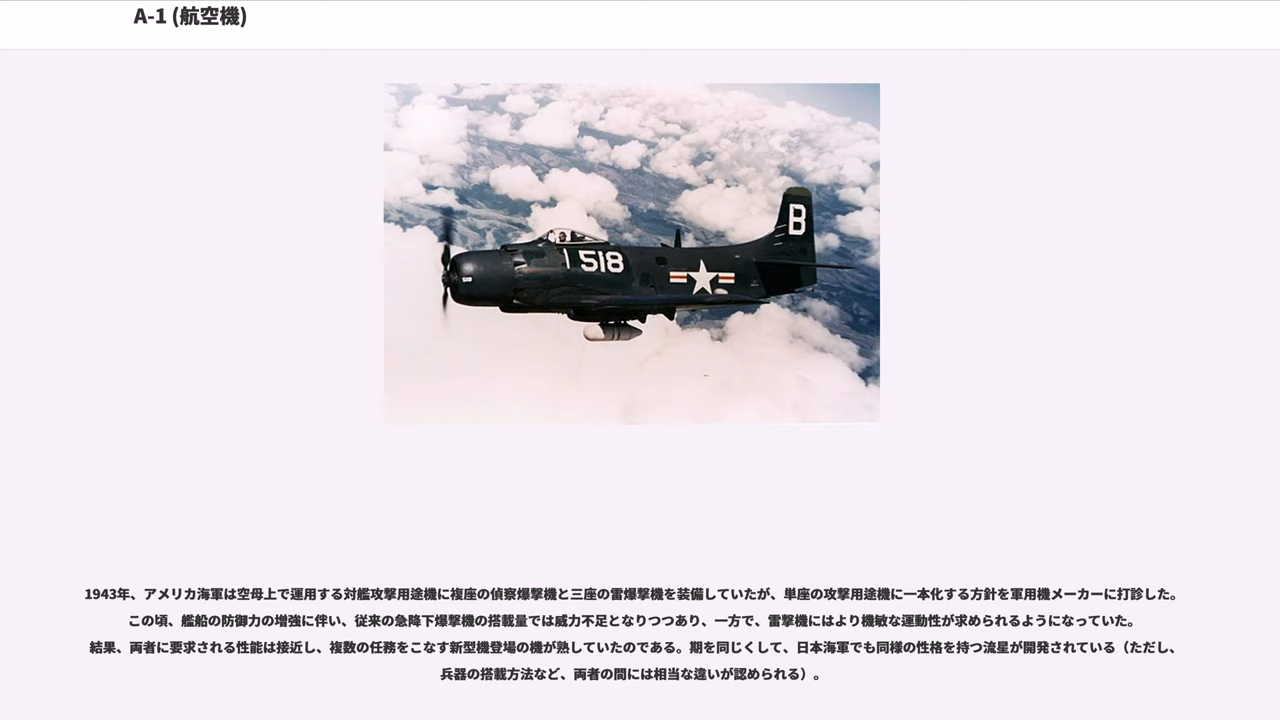 A-1 (航空機)
B
518
1943年、アメリカ海軍は空母上で運用する対艦攻撃用途機に複座の偵察爆撃機と三座の雷爆撃機を装備していたが、単座の攻撃用途機に一本化する方針を軍用機メーカーに打診した。
この頃、艦船の防御力の増強に伴い、従来の急降下爆撃機の搭載量では威力不足となりつつあり、一方で、雷撃機にはより機敏な運動性が求められるようになっていた。
結果、両者に要求される性能は接近し、複数の任務をこなす新型機登場の機が熟していたのである。期を同じくして、日本海軍でも同様の性格を持つ流星が開発されている（ただし、
兵器の搭載方法など、両者の間には相当な違いが認められる）。